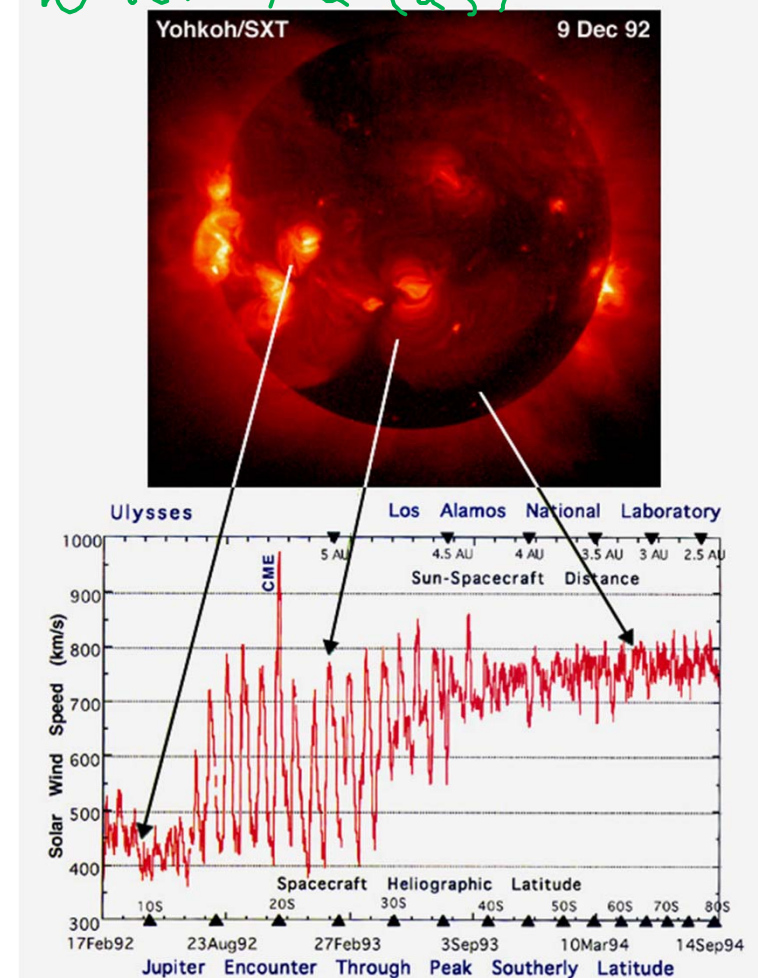 Yohkoh/SXT 9 Dec 92
Ulysses Los Alamos National Laboratory
1000
900
800
700
600
500
400
300
Solar Wind Speed (km/s)
CME
5 AU 4.5 AU 4 AU 3.5 AU 3 AU 2.5 AU
Sun-Spacecraft Distance
Spacecraft Heliographic Latitude
10S 20S 30S 40S 50S 60S 70S 80S
17Feb92 23Aug92 27Feb93 3Sep93 10Mar94 14Sep94
Jupiter Encounter Through Peak Southerly Latitude